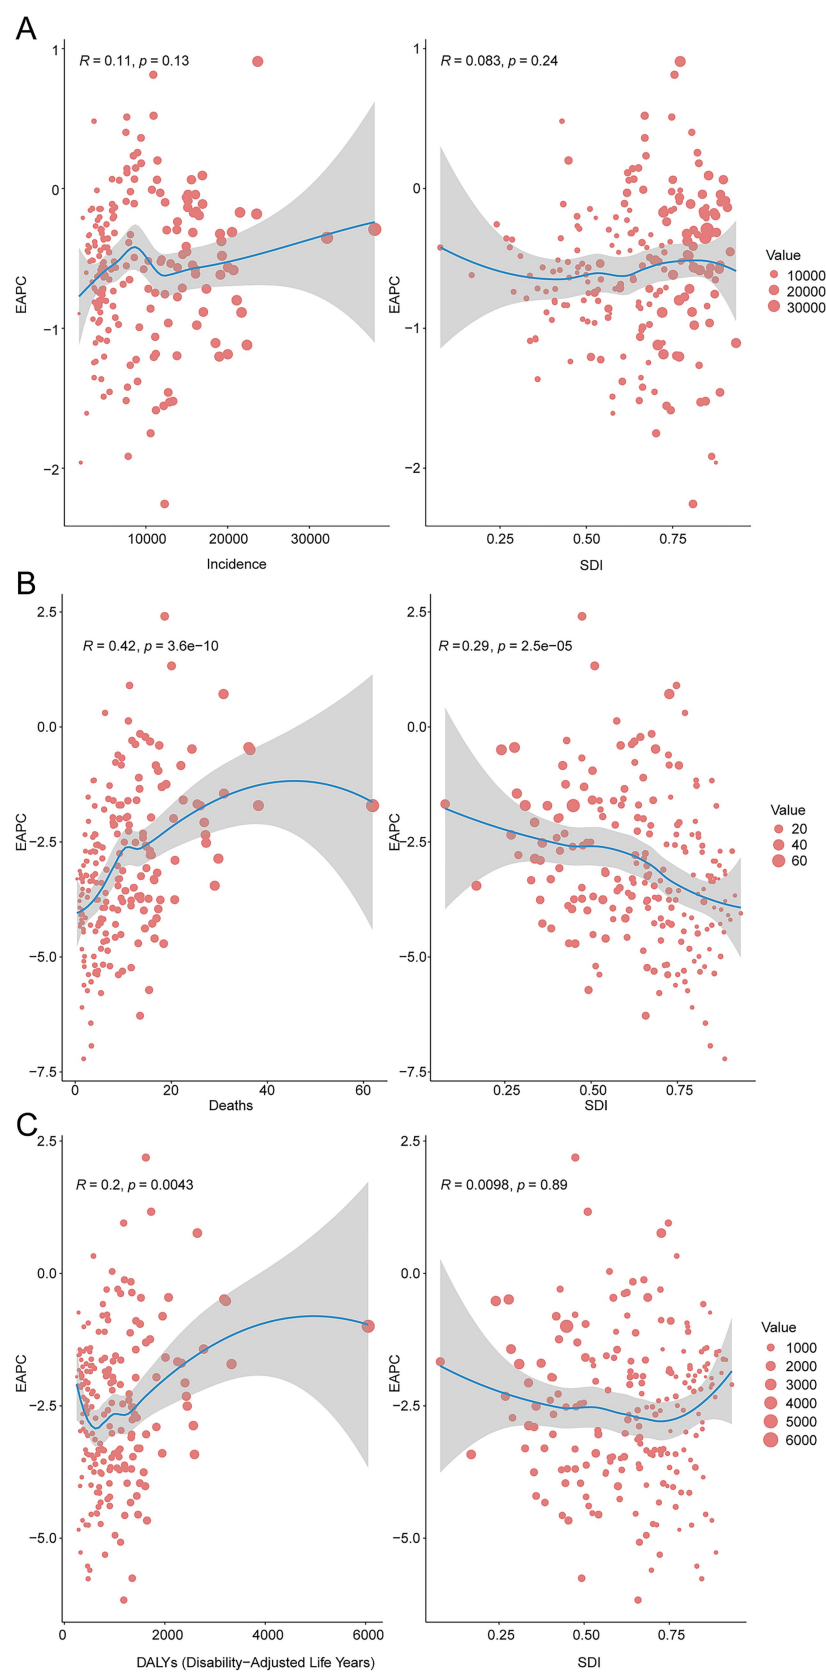 A
R = 0.11, p = 0.13
1
0
−1
−2
EAPC
10000
20000
30000
Incidence
R = 0.083, p = 0.24
1
0
−1
−2
EAPC
0.25
0.50
0.75
SDI
Value
10000
20000
30000
B
R = 0.42, p = 3.6e−10
2.5
0.0
−2.5
−5.0
−7.5
EAPC
0
20
40
60
Deaths
R =0.29, p = 2.5e−05
2.5
0.0
−2.5
−5.0
−7.5
EAPC
0.25
0.50
0.75
SDI
Value
20
40
60
C
R = 0.2, p = 0.0043
2.5
0.0
−2.5
−5.0
EAPC
0
2000
4000
6000
DALYs (Disability−Adjusted Life Years)
R = 0.0098, p = 0.89
2.5
0.0
−2.5
−5.0
EAPC
0.25
0.50
0.75
SDI
Value
1000
2000
3000
4000
5000
6000